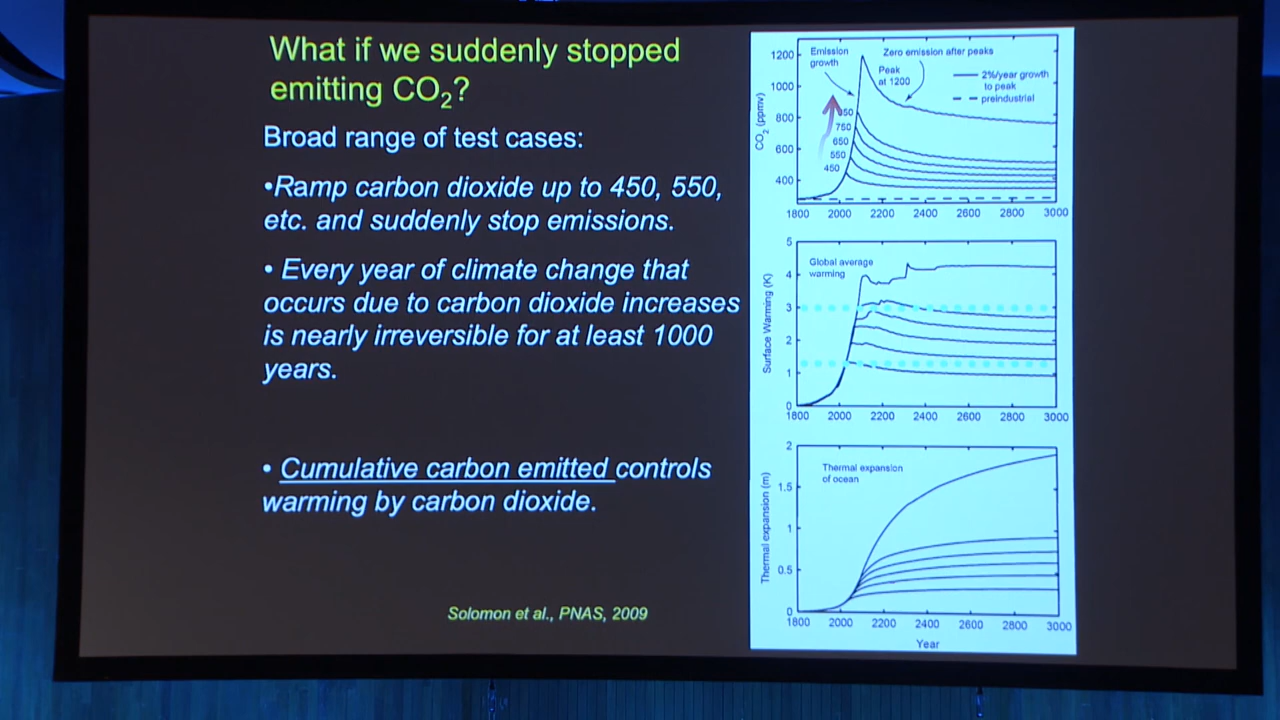 What if we suddenly stopped
emitting CO₂?
Broad range of test cases:
•Ramp carbon dioxide up to 450, 550,
etc. and suddenly stop emissions.
• Every year of climate change that
occurs due to carbon dioxide increases
is nearly irreversible for at least 1000
years.
• Cumulative carbon emitted controls
warming by carbon dioxide.
Solomon et al., PNAS, 2009
1200
1000
800
600
400
CO₂ (ppmv)
Emission
growth
Zero emission after peaks
Peak
at 1200
2%/year growth
to peak
preindustrial
750
650
550
450
1800 2000 2200 2400 2600 2800 3000
5
4
3
2
1
0
Surface Warming (K)
Global average
warming
1800 2000 2200 2400 2600 2800 3000
2
1.5
1
0.5
0
Thermal expansion (m)
Thermal expansion
of ocean
1800 2000 2200 2400 2600 2800 3000
Year